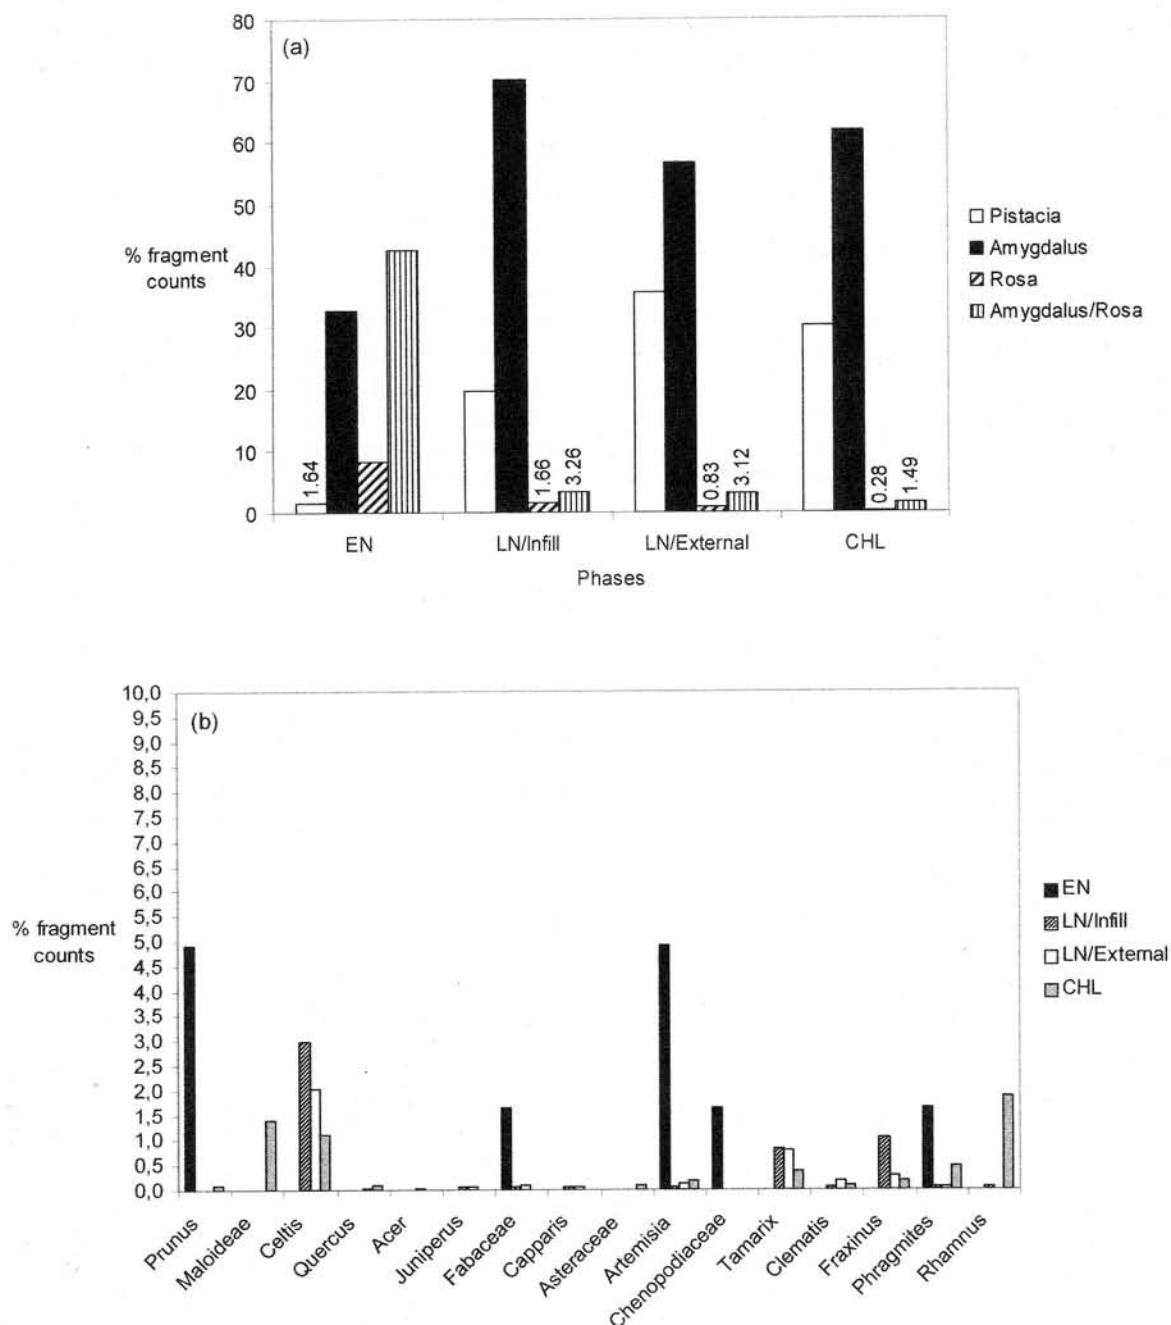 80
(a)
70
60
50
40
30
20
10
0
% fragment
counts
1.64
1.66
3.26
0.83
3.12
0.28
1.49
EN
LN/Infill
LN/External
CHL
Phases
Pistacia
Amygdalus
Rosa
Amygdalus/Rosa
10,0
(b)
9,5
9,0
8,5
8,0
7,5
7,0
6,5
6,0
5,5
5,0
4,5
4,0
3,5
3,0
2,5
2,0
1,5
1,0
0,5
0,0
% fragment
counts
EN
LN/Infill
LN/External
CHL
Prunus
Maloideae
Celtis
Quercus
Acer
Juniperus
Fabaceae
Capparis
Asteraceae
Artemisia
Chenopodiaceae
Tamarix
Clematis
Fraxinus
Phragmites
Rhamnus